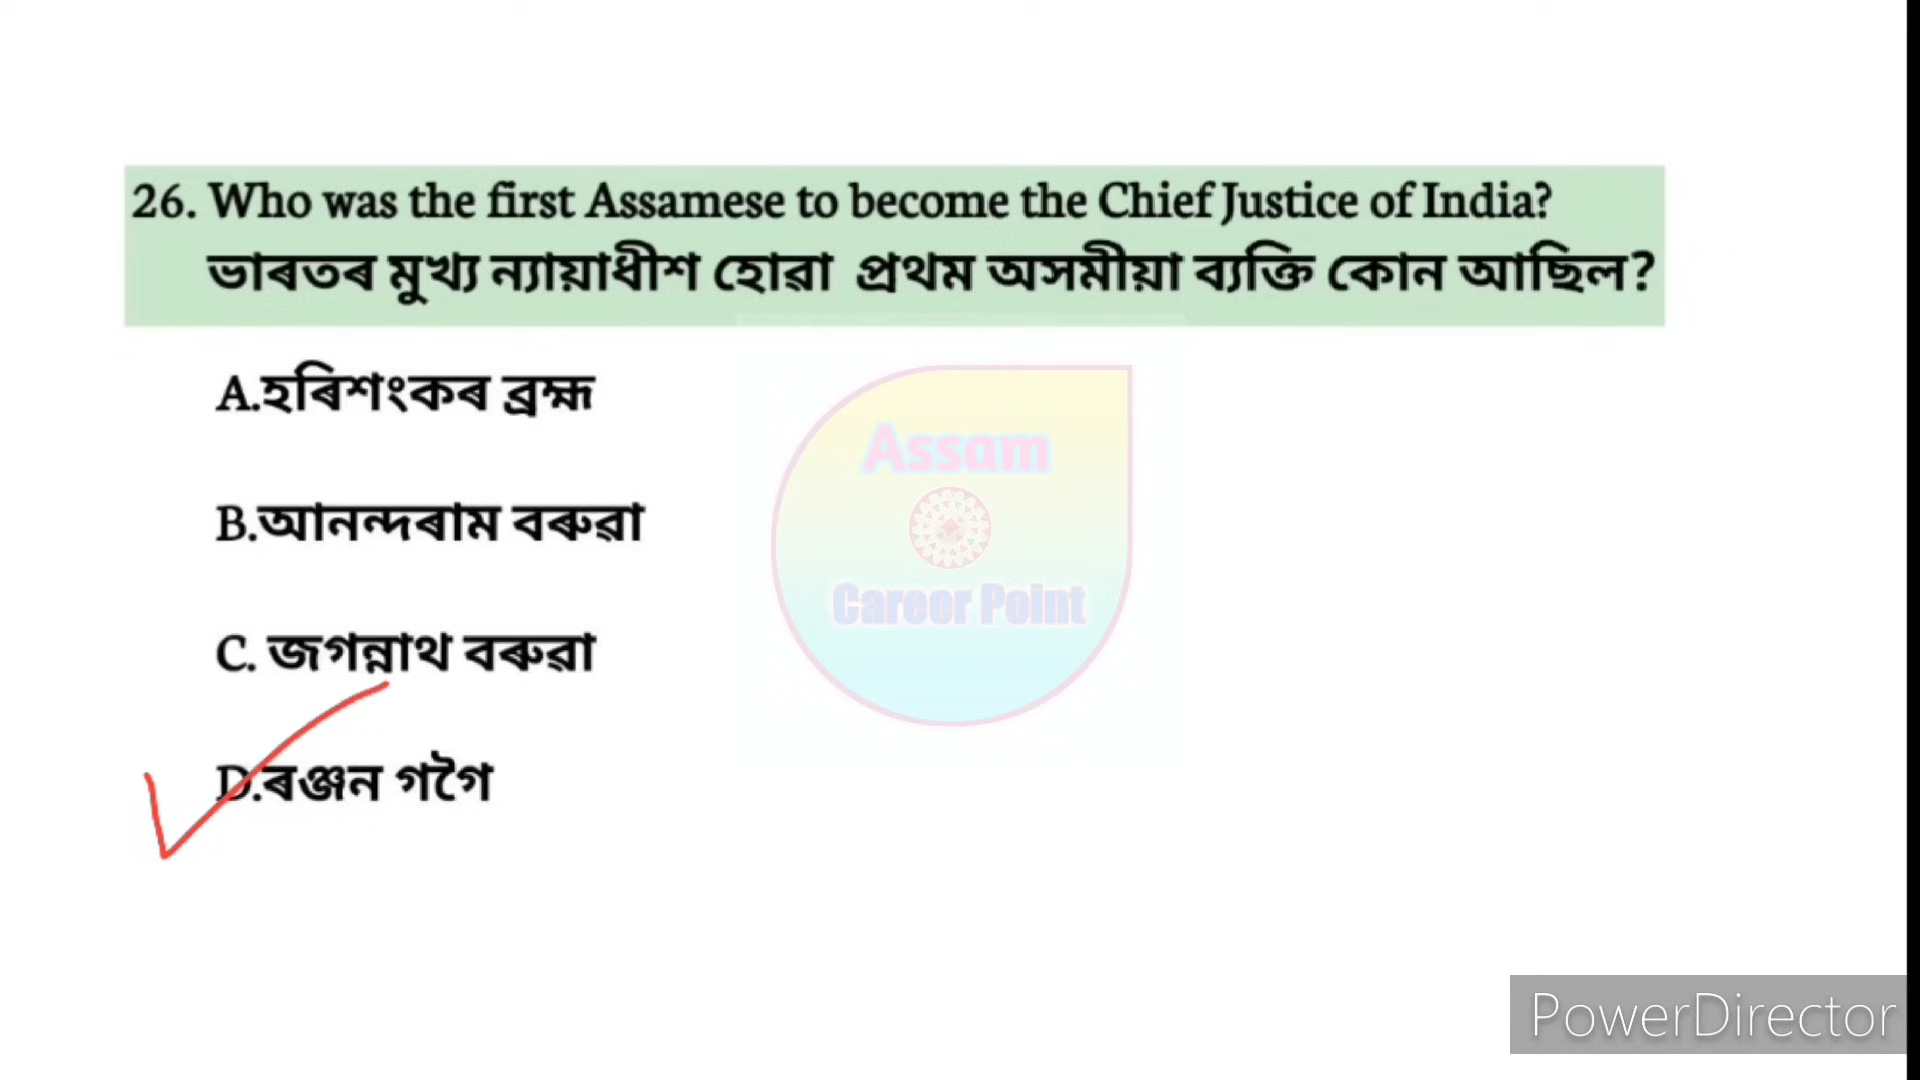 26. Who was the first Assamese to become the Chief Justice of India?
ভাৰতৰ মুখ্য ন্যায়াধীশ হোৱা প্ৰথম অসমীয়া ব্যক্তি কোন আছিল?
A.হৰিশংকৰ ব্ৰহ্ম
B.আনন্দৰাম বৰুৱা
C. জগন্নাথ বৰুৱা
D.ৰঞ্জন গগৈ
Assam
Career Point
PowerDirector